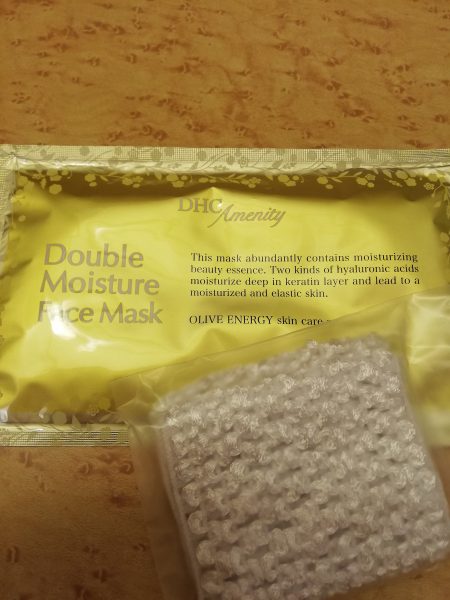 DHC Amenity
Double
Moisture
Face Mask
This mask abundantly contains moisturizing
beauty essence. Two kinds of hyaluronic acids
moisturize deep in keratin layer and lead to a
moisturized and elastic skin.
OLIVE ENERGY skin care